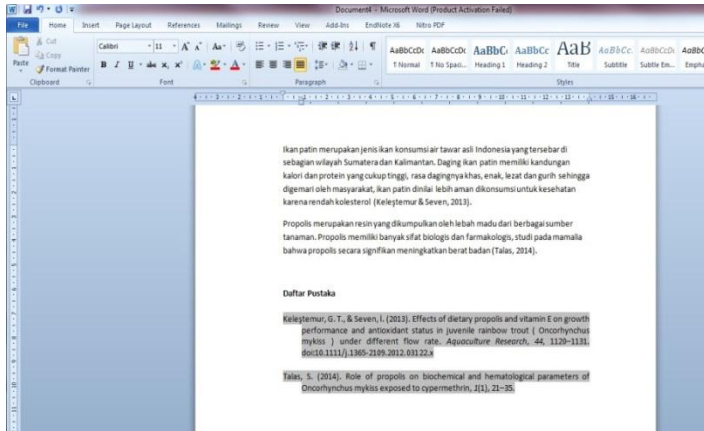 Document4 - Microsoft Word (Product Activation Failed)
File Home Insert Page Layout References Mailings Review View Add-Ins EndNote X6 Nitro PDF
Cut
Copy
Paste
Format Painter
Calibri 11
AaBbCcDc AaBbCcDc AaBbC AaBbCc AaB AaBbCc. AaBbCcDc AaBbC
¶ Normal ¶ No Spaci... Heading 1 Heading 2 Title Subtitle Subtle Em... Empha
Clipboard Font Paragraph Styles
Ikan patin merupakan jenis ikan konsumsi air tawar asli Indonesia yang tersebar di
sebagian wilayah Sumatera dan Kalimantan. Daging ikan patin memiliki kandungan
kalori dan protein yang cukup tinggi, rasa dagingnya khas, enak, lezat dan gurih sehingga
digemari oleh masyarakat, ikan patin dinilai lebih aman dikonsumsi untuk kesehatan
karena rendah kolesterol (Keleştemur & Seven, 2013).
Propolis merupakan resin yang dikumpulkan oleh lebah madu dari berbagai sumber
tanaman. Propolis memiliki banyak sifat biologis dan farmakologis, studi pada mamalia
bahwa propolis secara signifikan meningkatkan berat badan (Talas, 2014).
Daftar Pustaka
Keleştemur, G. T., & Seven, İ. (2013). Effects of dietary propolis and vitamin E on growth
performance and antioxidant status in juvenile rainbow trout ( Oncorhynchus
mykiss ) under different flow rate. Aquaculture Research, 44, 1120–1131.
doi:10.1111/j.1365-2109.2012.03122.x
Talas, S. (2014). Role of propolis on biochemical and hematological parameters of
Oncorhynchus mykiss exposed to cypermethrin, 1(1), 21–35.